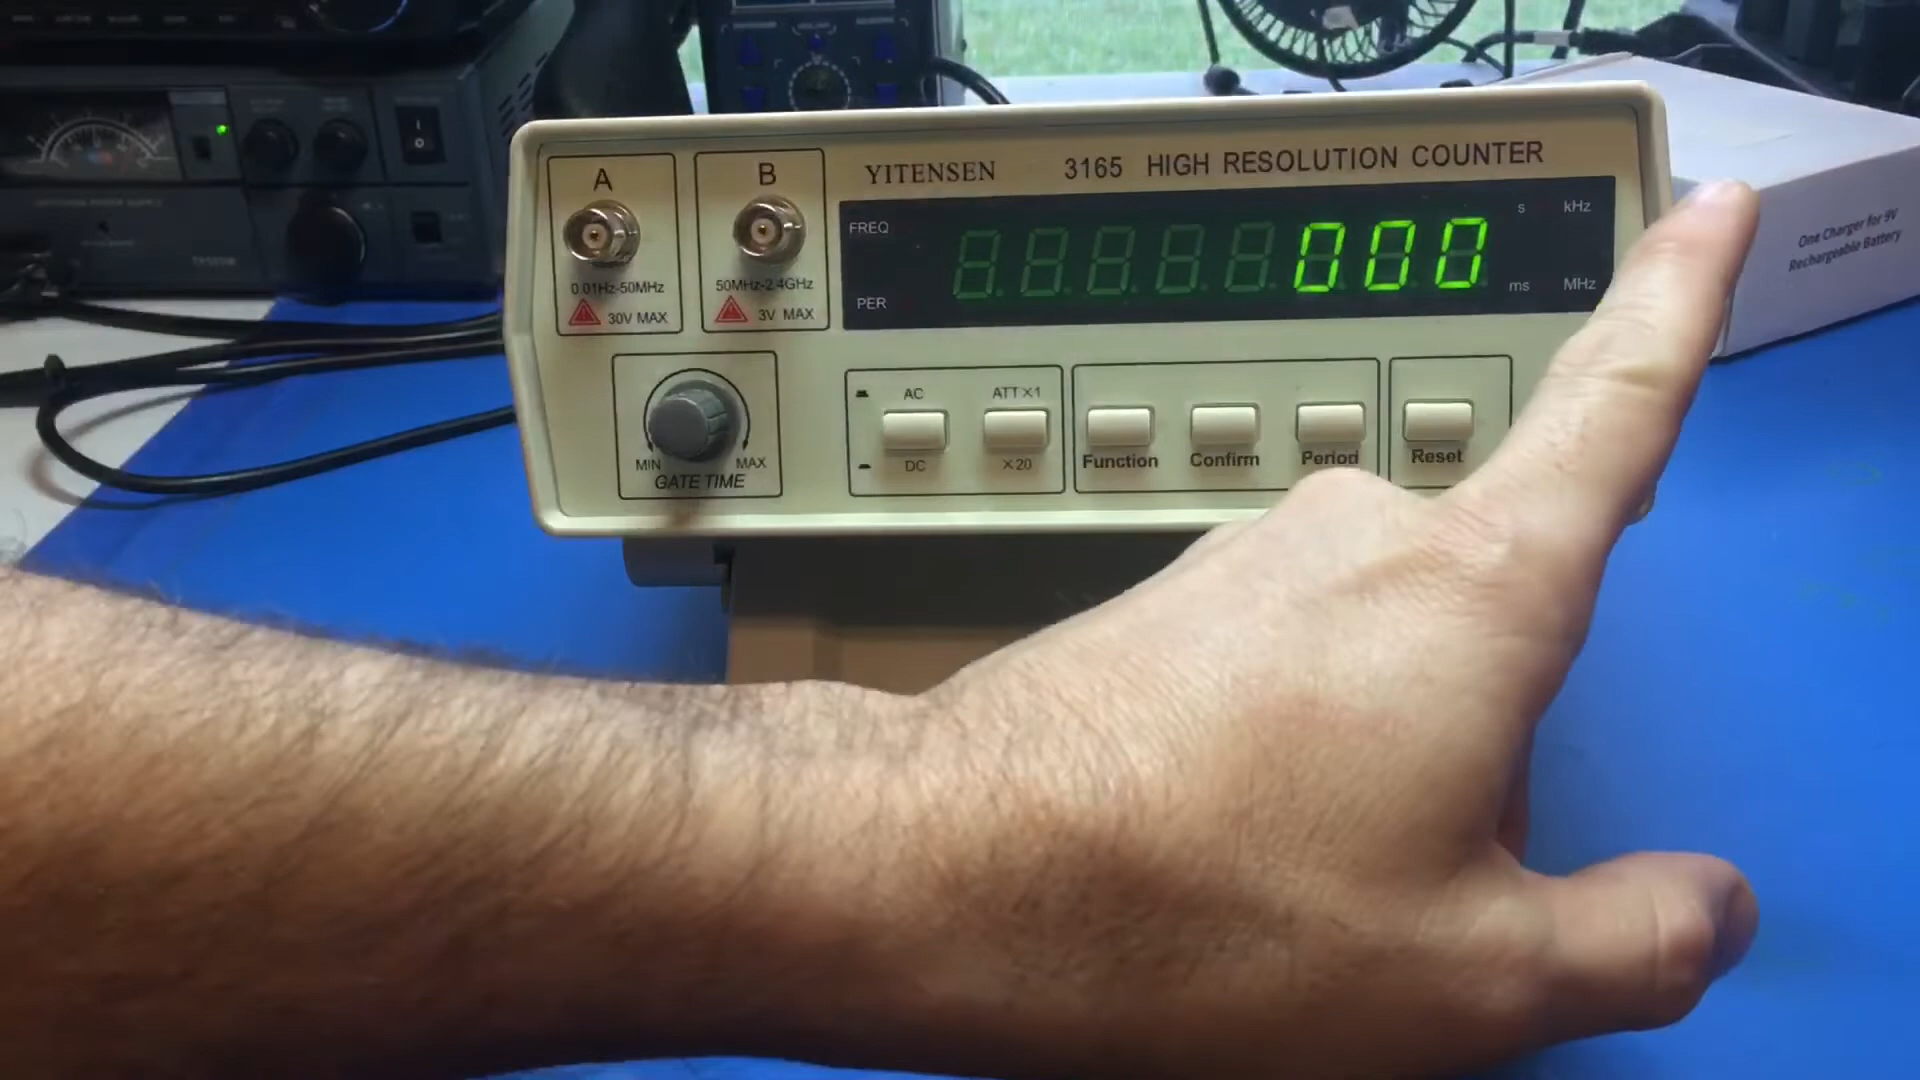 A
B
YITENSEN
3165 HIGH RESOLUTION COUNTER
0.01Hz-50MHz
30V MAX
50MHz-2.4GHz
3V MAX
FREQ
PER
000
s
kHz
ms
MHz
MIN
MAX
GATE TIME
AC
DC
ATT×1
×20
Function
Confirm
Period
Reset
One Charger for 9V
Rechargeable Battery
I
O